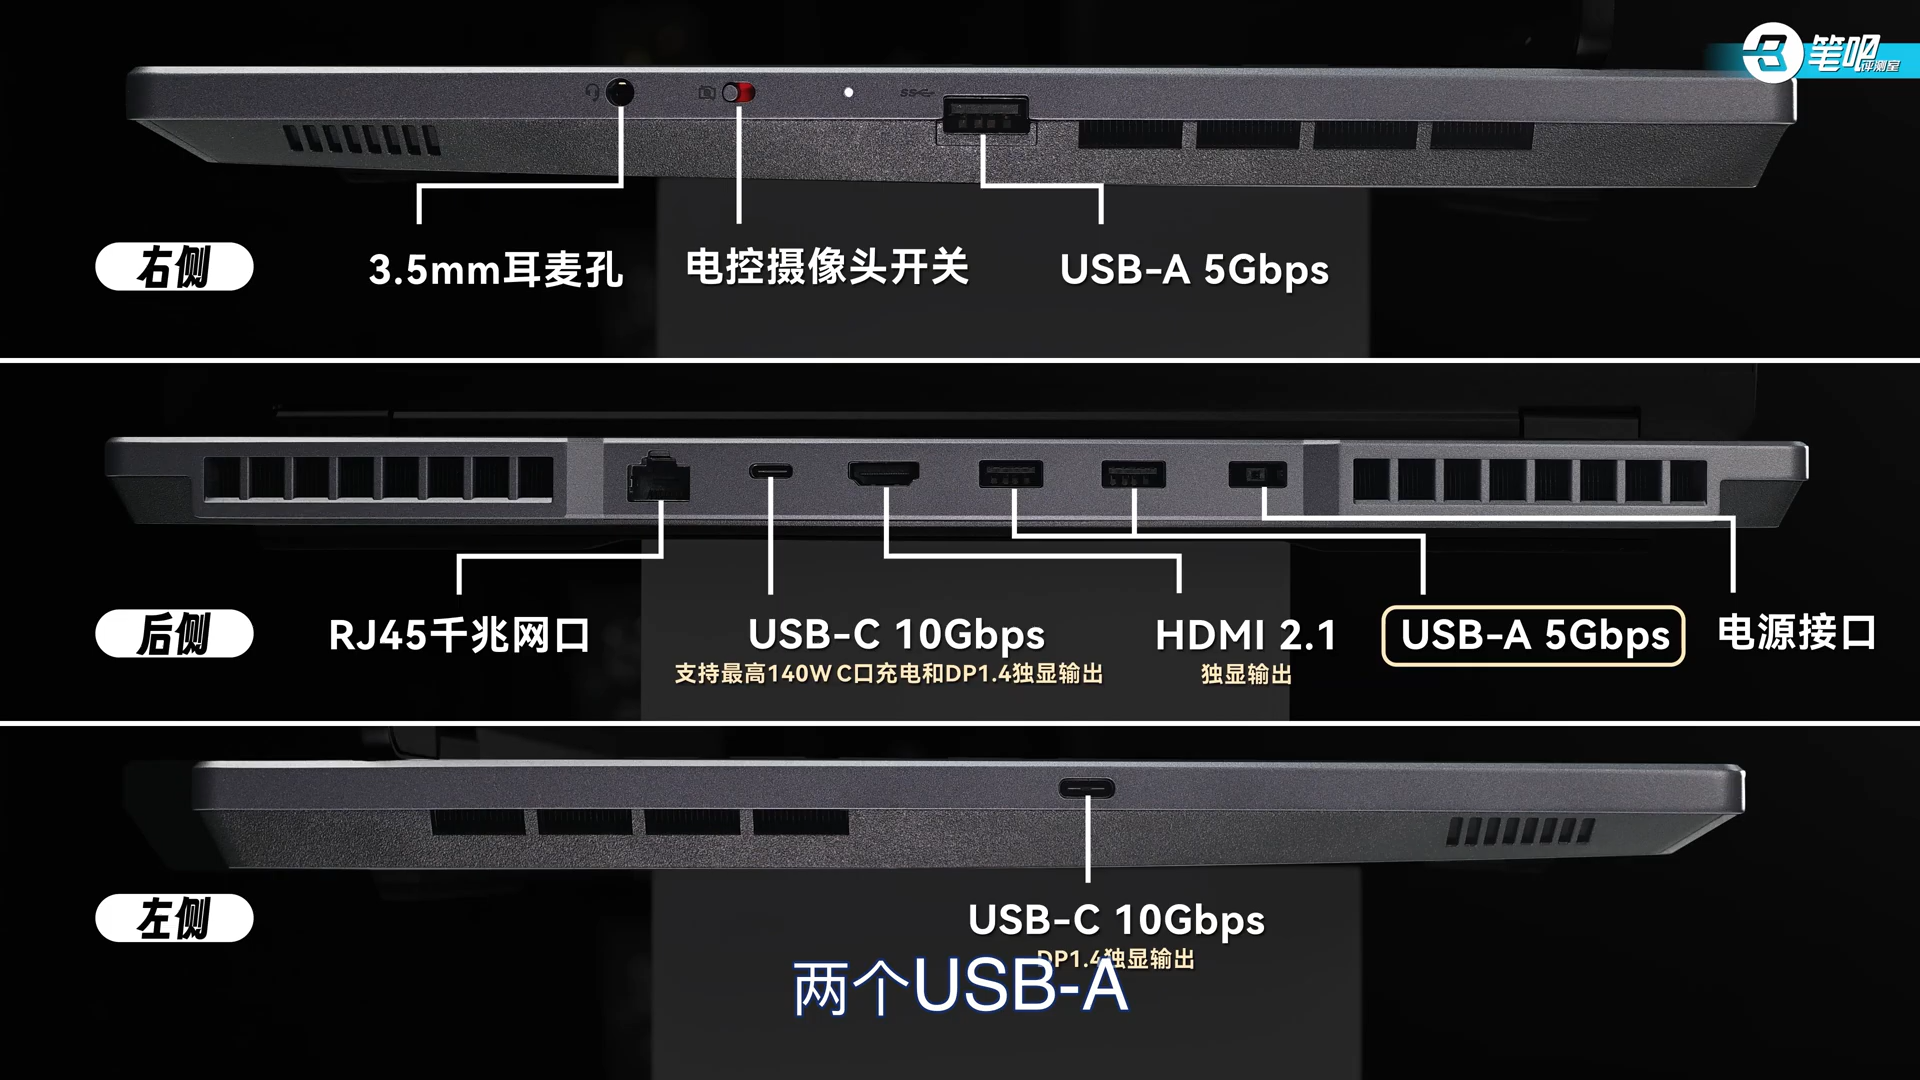 笔吧
评测室
SS
3.5mm耳麦孔
电控摄像头开关
USB-A 5Gbps
右侧
RJ45千兆网口
USB-C 10Gbps
支持最高140W C口充电和DP1.4独显输出
HDMI 2.1
独显输出
USB-A 5Gbps
电源接口
后侧
左侧
USB-C 10Gbps
DP1.4独显输出
两个USB-A